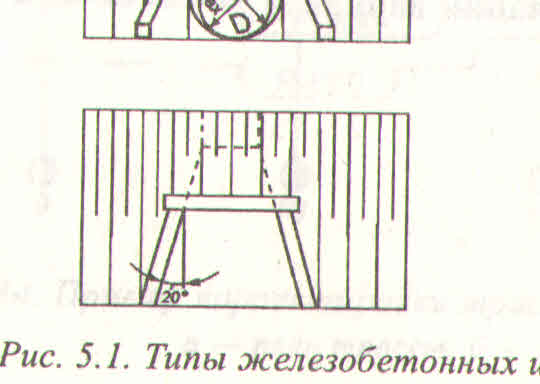 D
20°
Рис. 5.1. Типы железобетонных и